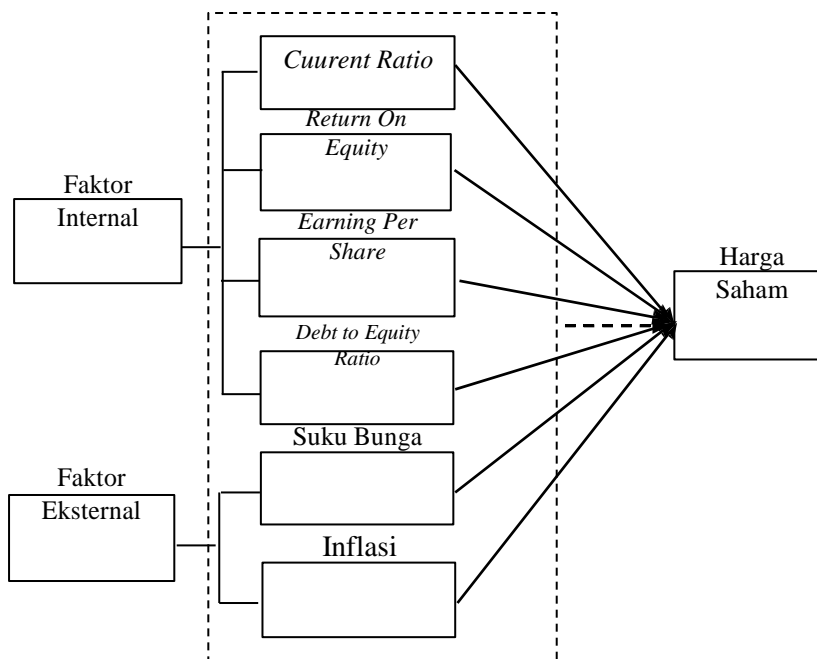 Cuurent Ratio
Return On
Equity
Faktor
Internal
Earning Per
Share
Harga
Saham
Debt to Equity
Ratio
Suku Bunga
Faktor
Eksternal
Inflasi